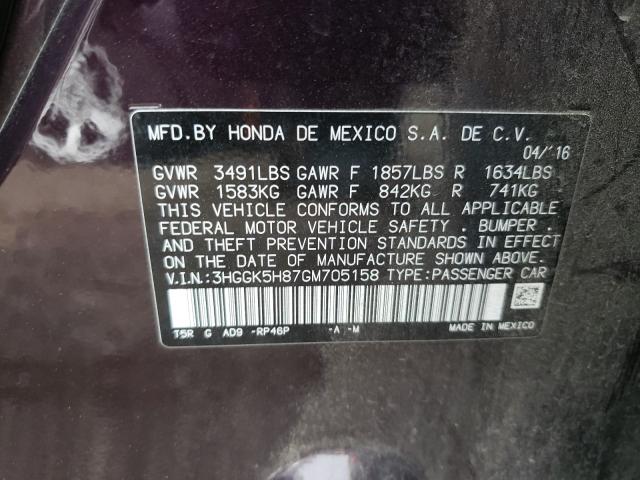 MFD.BY HONDA DE MEXICO S.A. DE C.V.
04/'16
GVWR 3491LBS GAWR F 1857LBS R 1634LBS
GVWR 1583KG GAWR F 842KG R 741KG
THIS VEHICLE CONFORMS TO ALL APPLICABLE
FEDERAL MOTOR VEHICLE SAFETY . BUMPER .
AND THEFT PREVENTION STANDARDS IN EFFECT
ON THE DATE OF MANUFACTURE SHOWN ABOVE.
V.I.N.:3HGGK5H87GM705158 TYPE:PASSENGER CAR
T5R G AD9 -RP46P -A -M MADE IN MEXICO